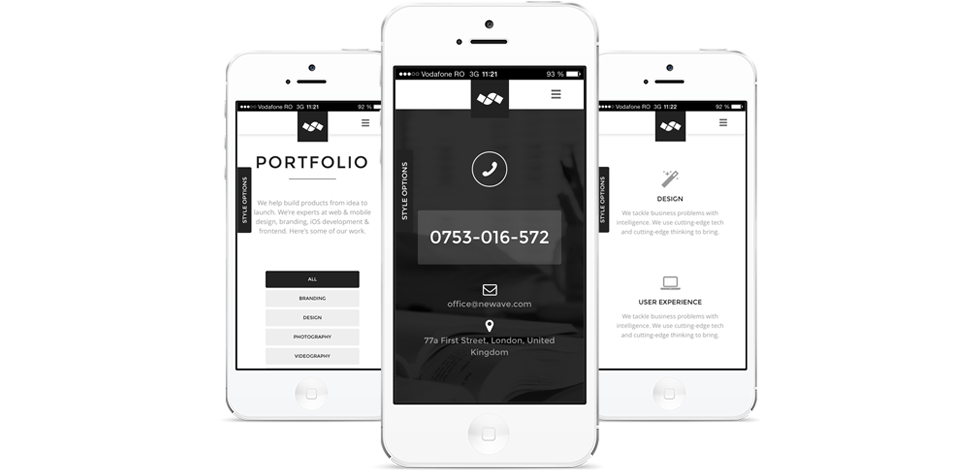 Vodafone RO 3G 11:21 92 %
PORTFOLIO
STYLE OPTIONS
We help build products from idea to
launch. We're experts at web & mobile
design, branding, iOS development &
frontend. Here's some of our work.
ALL
BRANDING
DESIGN
PHOTOGRAPHY
VIDEOGRAPHY
Vodafone RO 3G 11:21 93 %
STYLE OPTIONS
0753-016-572
office@newave.com
77a First Street, London, United
Kingdom
Vodafone RO 3G 11:22 92 %
STYLE OPTIONS
DESIGN
We tackle business problems with
intelligence. We use cutting-edge tech
and cutting-edge thinking to bring.
USER EXPERIENCE
We tackle business problems with
intelligence. We use cutting-edge tech
and cutting-edge thinking to bring.